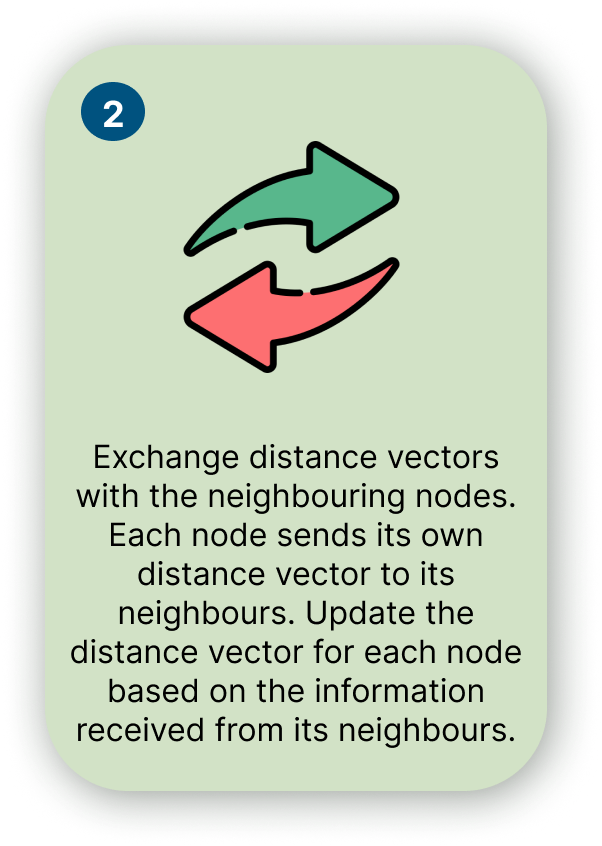 2
Exchange distance vectors
with the neighbouring nodes.
Each node sends its own
distance vector to its
neighbours. Update the
distance vector for each node
based on the information
received from its neighbours.